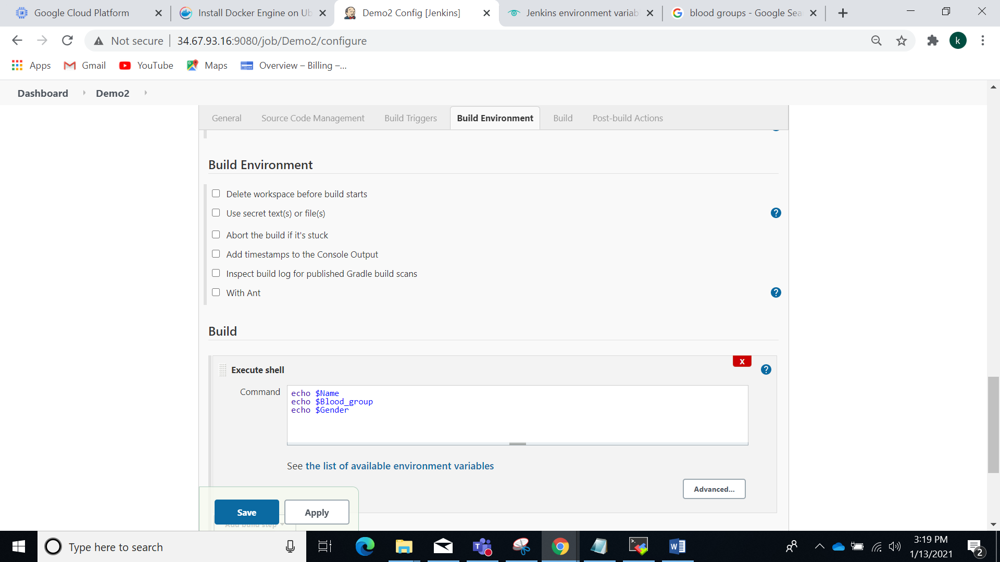 Google Cloud Platform
Install Docker Engine on Ub
Demo2 Config [Jenkins]
Jenkins environment variab
blood groups - Google Sea
Not secure
34.67.93.16:9080/job/Demo2/configure
k
Apps
Gmail
YouTube
Maps
Overview – Billing –...
Dashboard
Demo2
General
Source Code Management
Build Triggers
Build Environment
Build
Post-build Actions
Build Environment
Delete workspace before build starts
Use secret text(s) or file(s)
?
Abort the build if it's stuck
Add timestamps to the Console Output
Inspect build log for published Gradle build scans
With Ant
?
Build
X
Execute shell
?
Command
echo $Name
echo $Blood_group
echo $Gender
See the list of available environment variables
Advanced...
Save
Apply
Add build step
Type here to search
3:19 PM
1/13/2021
2